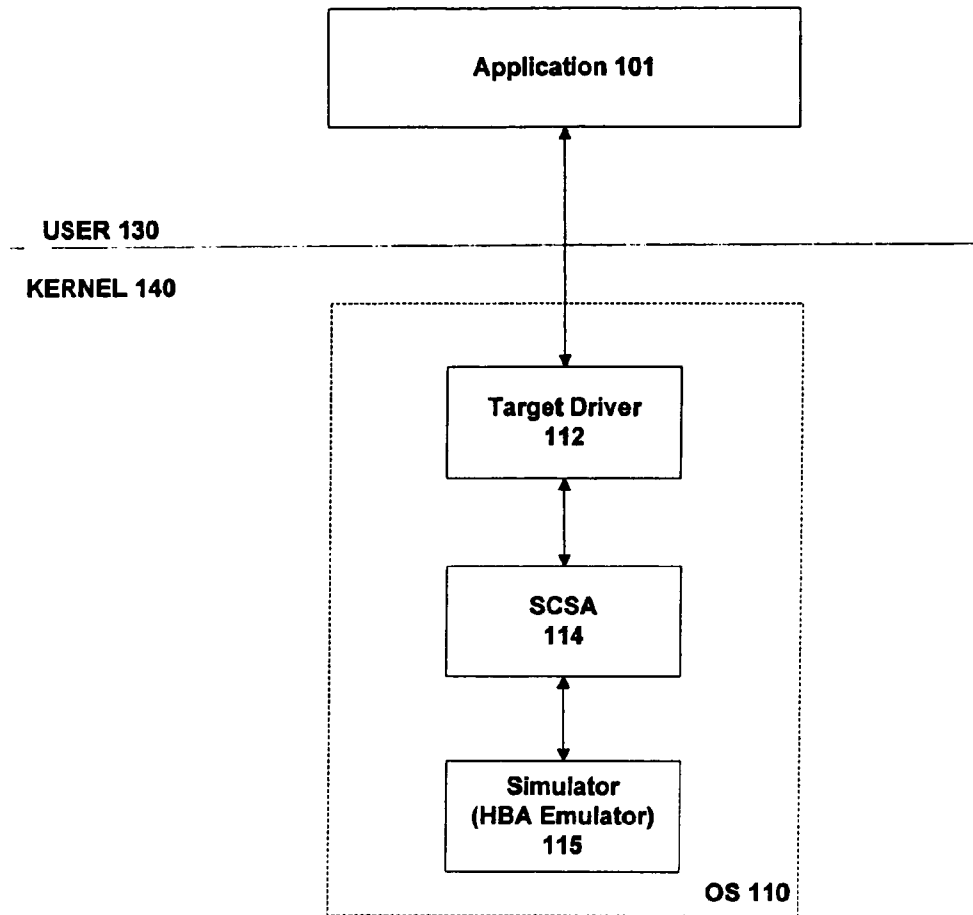 Application 101
USER 130
KERNEL 140
Target Driver
112
SCSA
114
Simulator
(HBA Emulator)
115
OS 110